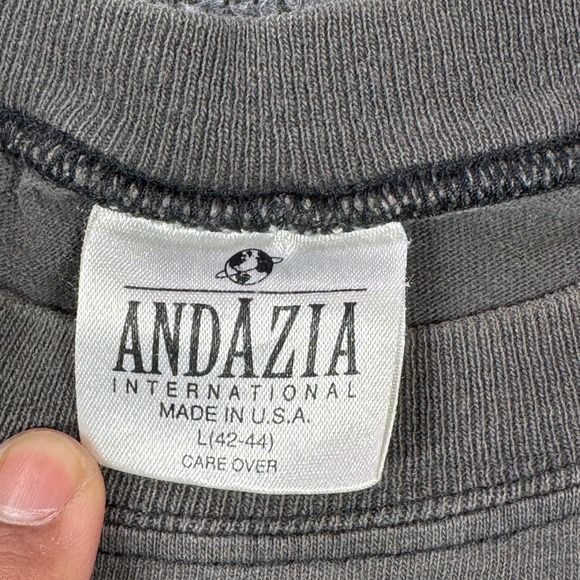 ANDAZIA
INTERNATIONAL
MADE IN U.S.A.
L(42-44)
CARE OVER